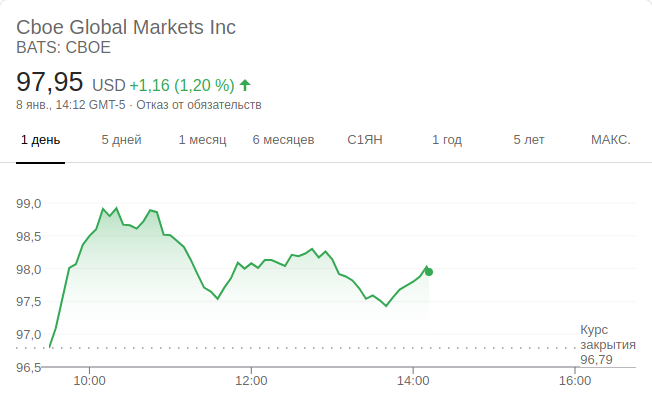 Cboe Global Markets Inc
BATS: CBOE
97,95 USD +1,16 (1,20 %)
8 янв., 14:12 GMT-5 · Отказ от обязательств
1 день 5 дней 1 месяц 6 месяцев С1ЯН 1 год 5 лет МАКС.
99,0
98,5
98,0
97,5
97,0
Курс
закрытия
96,79
96,5
10:00 12:00 14:00 16:00